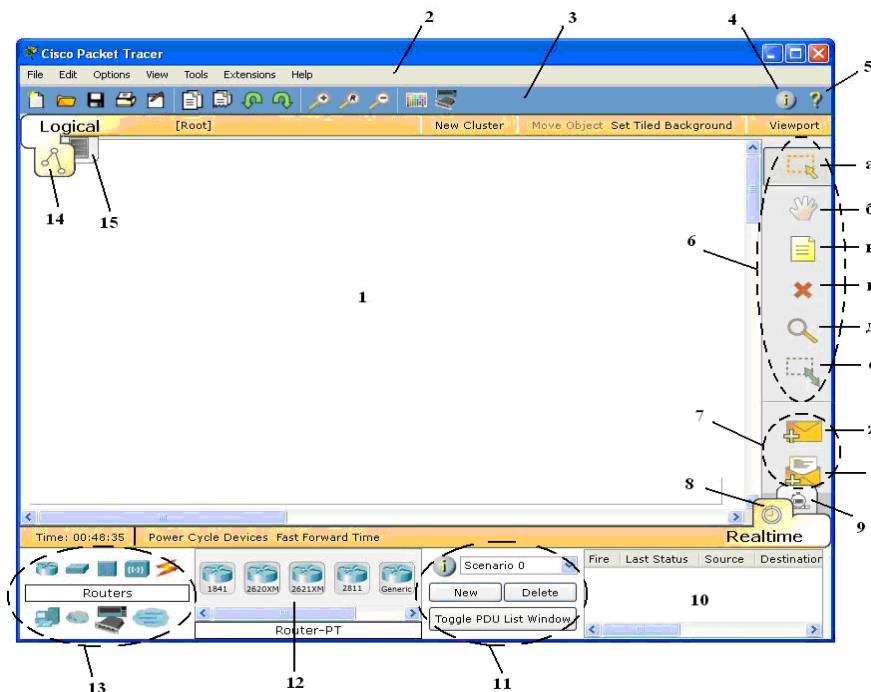 2 3 4
Cisco Packet Tracer
5
File Edit Options View Tools Extensions Help
Logical [Root] New Cluster Move Object Set Tiled Background Viewport
14 15
6
б
1
7
8
9
Time: 00:48:35 Power Cycle Devices Fast Forward Time Realtime
1841 2620XM 2621XM 2811 Generic
Routers
Router-PT
Scenario 0
New Delete
Toggle PDU List Window
Fire Last Status Source Destination
10
13 12 11